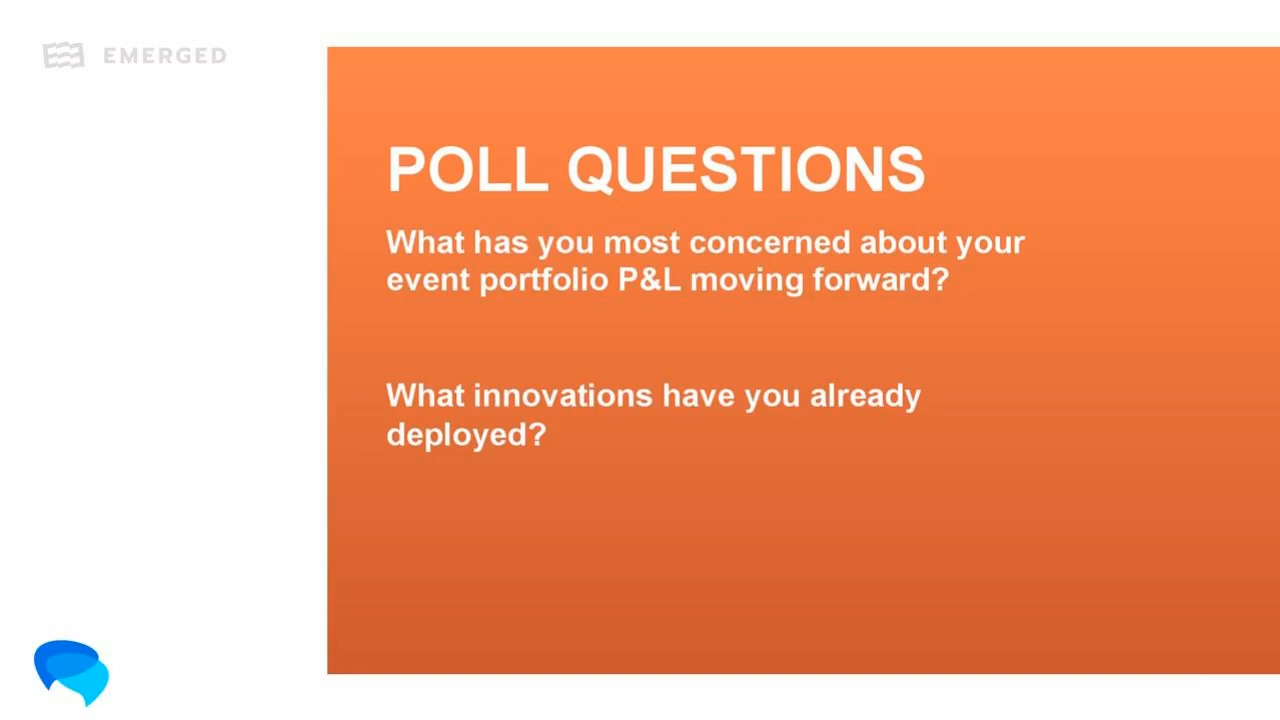 EMERGED
POLL QUESTIONS
What has you most concerned about your
event portfolio P&L moving forward?
What innovations have you already
deployed?